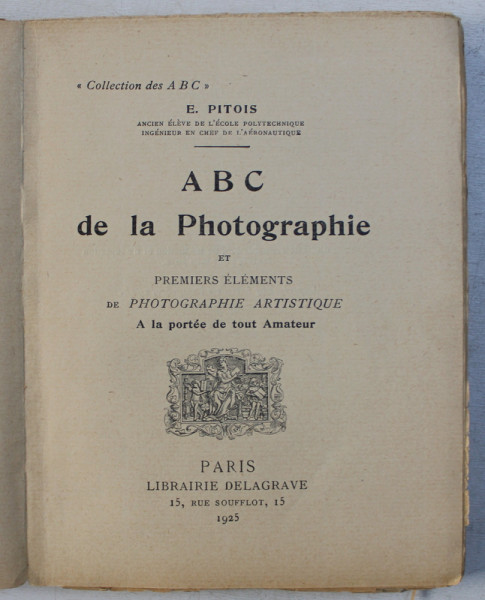 « Collection des A B C »
E. PITOIS
ANCIEN ÉLÈVE DE L'ÉCOLE POLYTECHNIQUE
INGÉNIEUR EN CHEF DE L'AÉRONAUTIQUE
A B C
de la Photographie
ET
PREMIERS ÉLÉMENTS
DE PHOTOGRAPHIE ARTISTIQUE
A la portée de tout Amateur
PARIS
LIBRAIRIE DELAGRAVE
15, RUE SOUFFLOT, 15
1925